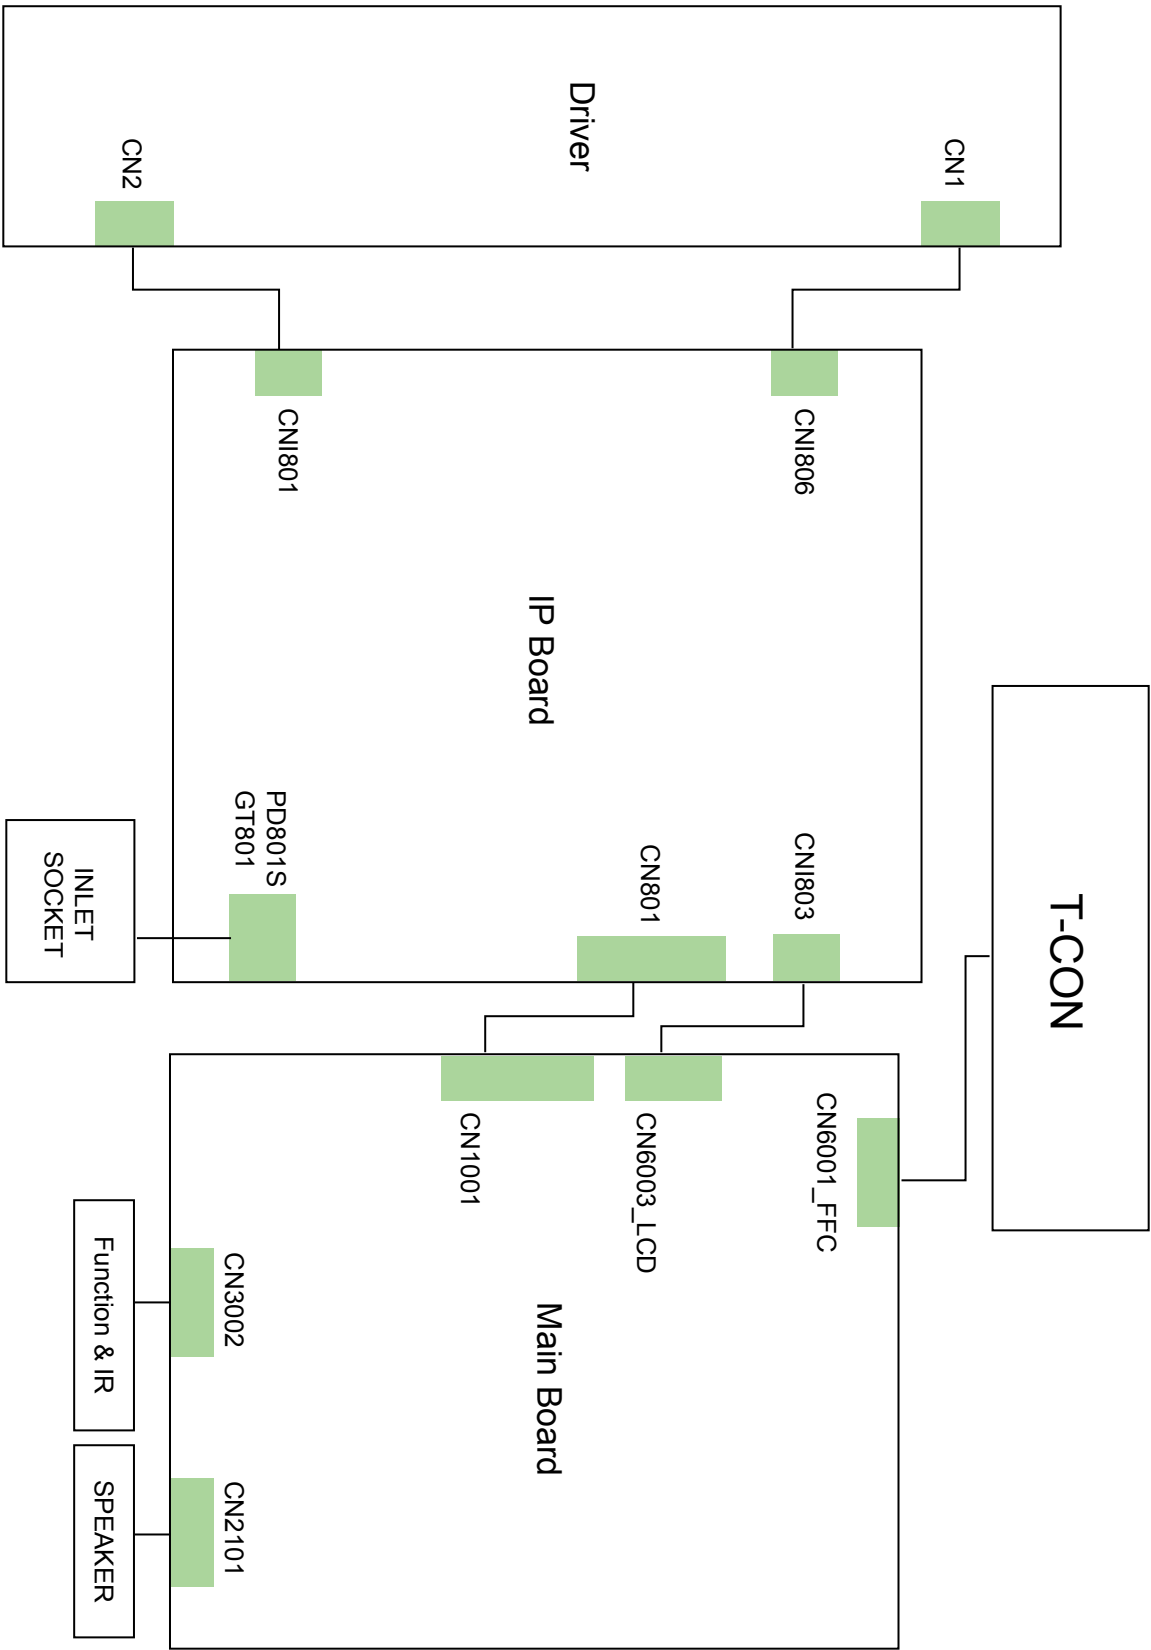 T-CON
Driver
CN1
CN2
CNI806
CNI801
IP Board
CNI803
CN801
PD801S
GT801
INLET
SOCKET
CN6001_FFC
CN6003_LCD
CN1001
Main Board
CN3002
CN2101
Function & IR
SPEAKER